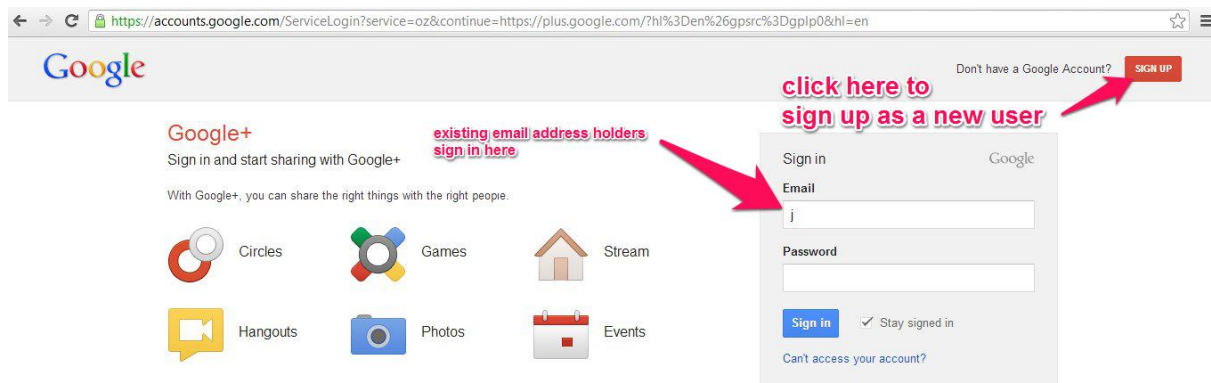 https://accounts.google.com/ServiceLogin?service=oz&continue=https://plus.google.com/?hl%3Den%26gpsrc%3Dgplp0&hl=en
Google
Don't have a Google Account?
SIGN UP
click here to
sign up as a new user
Google+
Sign in and start sharing with Google+
existing email address holders
sign in here
With Google+, you can share the right things with the right people.
Circles
Games
Stream
Hangouts
Photos
Events
Sign in
Google
Email
j
Password
Sign in
Stay signed in
Can't access your account?